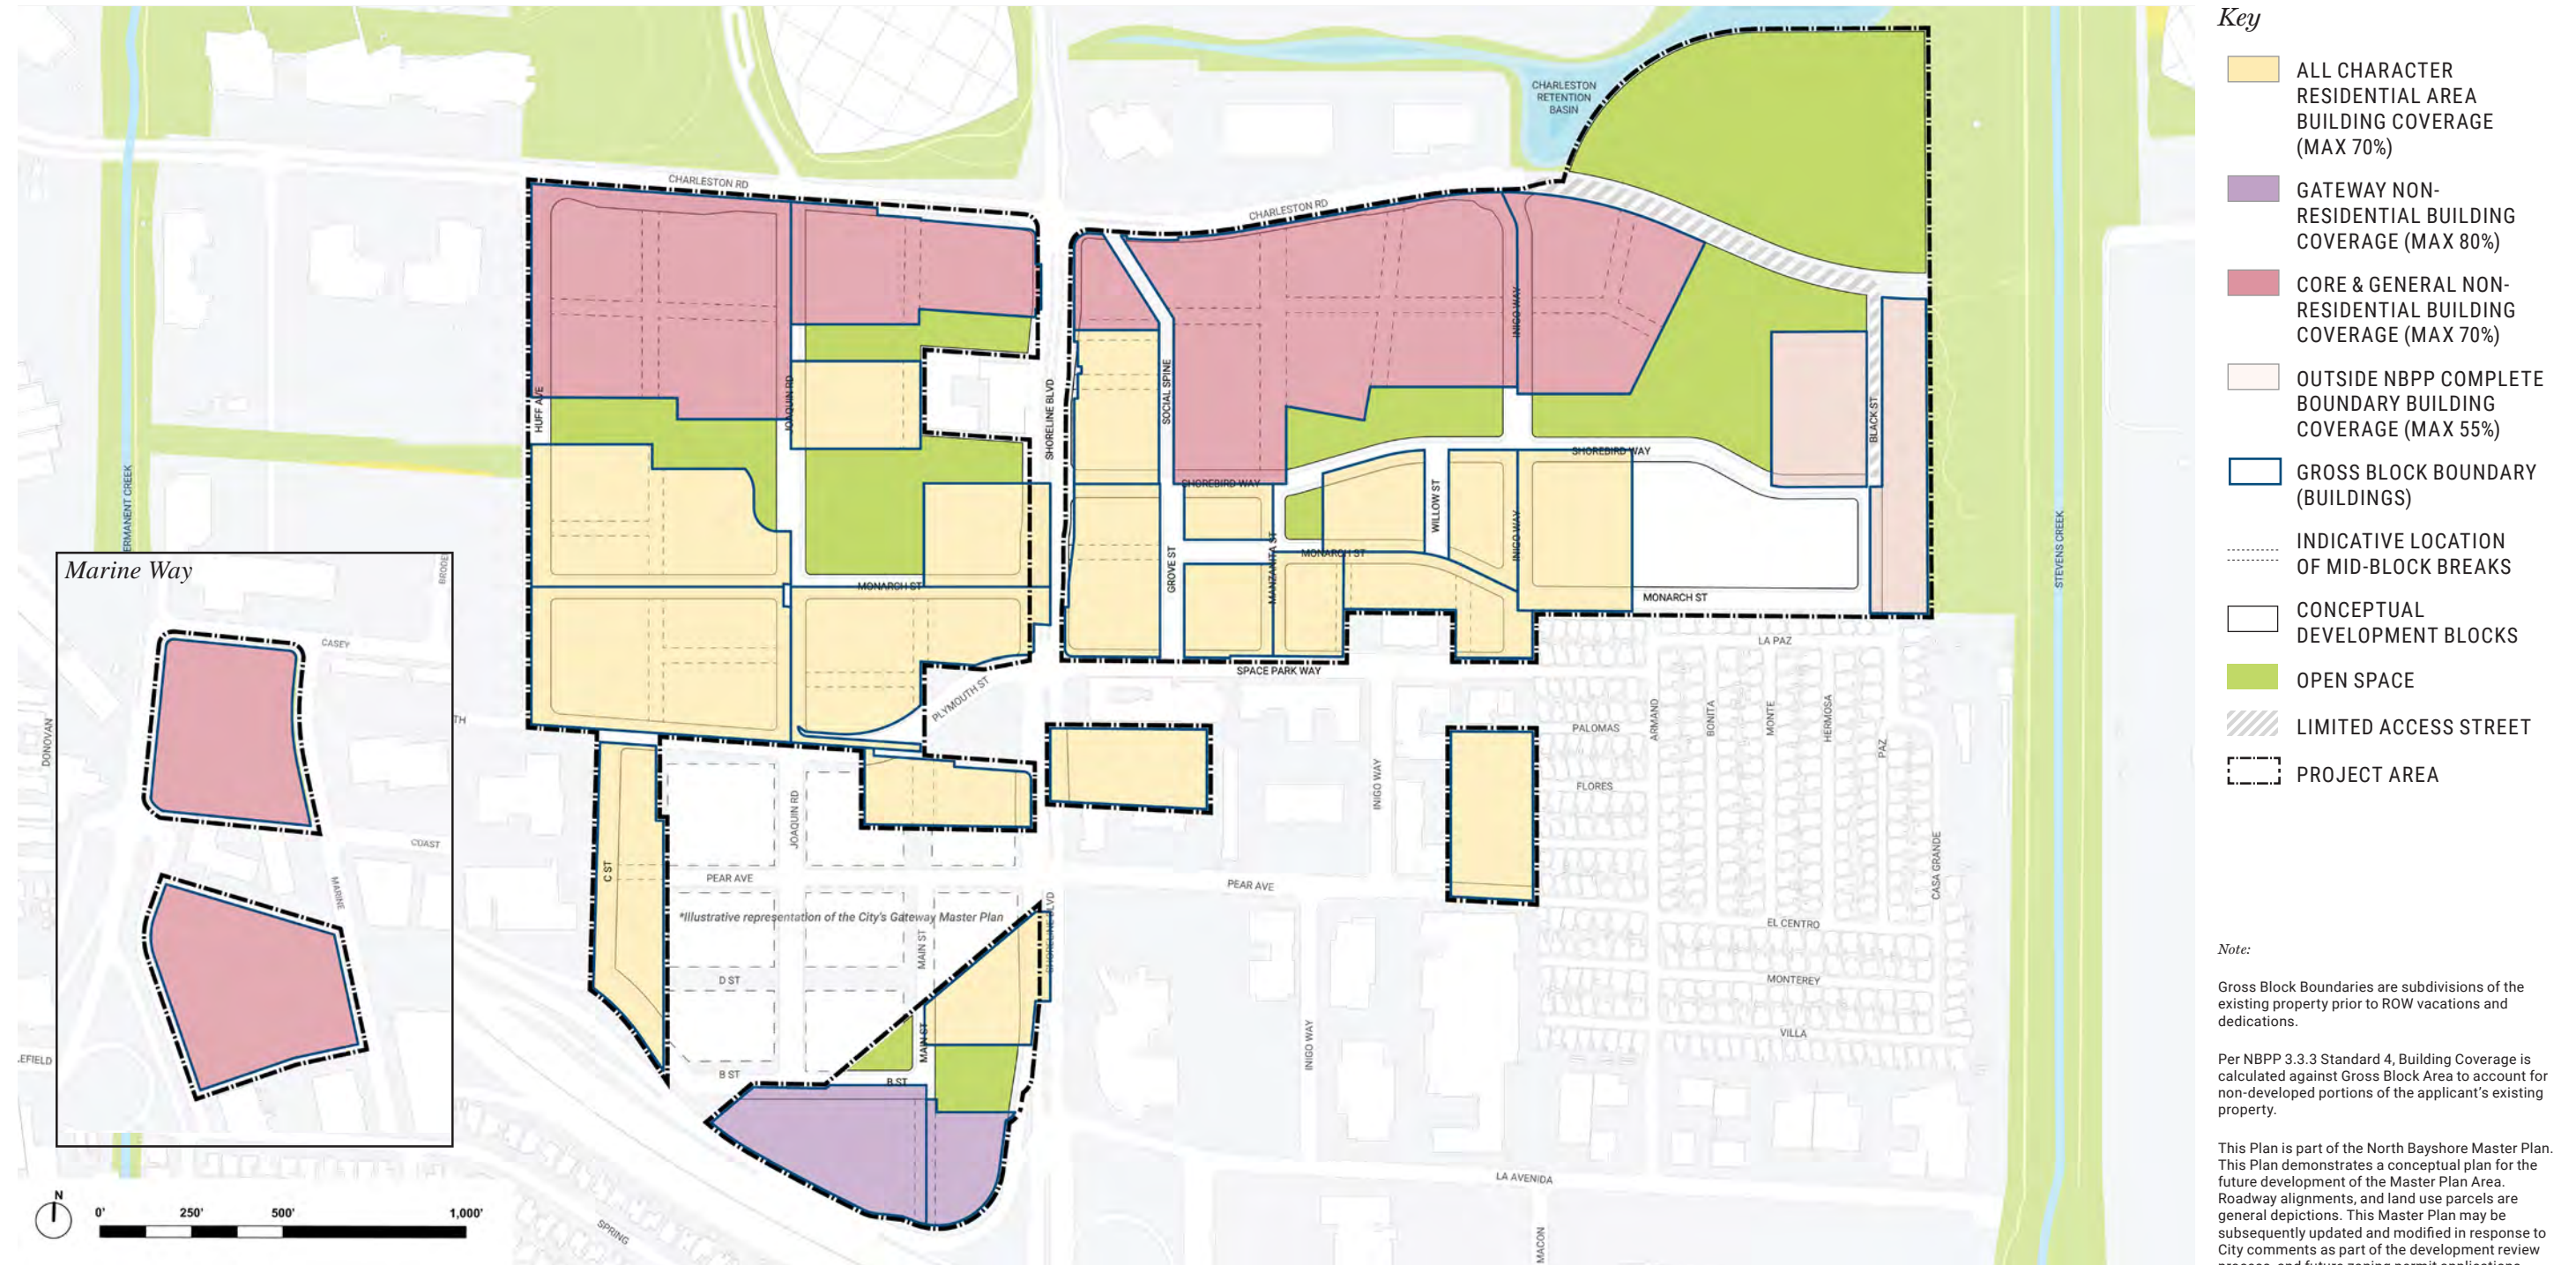 Key
ALL CHARACTER
RESIDENTIAL AREA
BUILDING COVERAGE
(MAX 70%)
GATEWAY NON-
RESIDENTIAL BUILDING
COVERAGE (MAX 80%)
CORE & GENERAL NON-
RESIDENTIAL BUILDING
COVERAGE (MAX 70%)
OUTSIDE NBPP COMPLETE
BOUNDARY BUILDING
COVERAGE (MAX 55%)
GROSS BLOCK BOUNDARY
(BUILDINGS)
INDICATIVE LOCATION
OF MID-BLOCK BREAKS
CONCEPTUAL
DEVELOPMENT BLOCKS
OPEN SPACE
LIMITED ACCESS STREET
PROJECT AREA
Note:
Gross Block Boundaries are subdivisions of the
existing property prior to ROW vacations and
dedications.
Per NBPP 3.3.3 Standard 4, Building Coverage is
calculated against Gross Block Area to account for
non-developed portions of the applicant's existing
property.
This Plan is part of the North Bayshore Master Plan.
This Plan demonstrates a conceptual plan for the
future development of the Master Plan Area.
Roadway alignments, and land use parcels are
general depictions. This Master Plan may be
subsequently updated and modified in response to
City comments as part of the development review
process, and future zoning permit applications
CHARLESTON
RETENTION
BASIN
CHARLESTON RD
CHARLESTON RD
HUFF AVE
JOAQUIN RD
SHORELINE BLVD
SOCIAL SPINE
INIGO WAY
BLACK ST
SHOREBIRD WAY
SHOREBIRD WAY
WILLOW ST
INIGO WAY
GROVE ST
MANZANITA ST
MONARCH ST
MONARCH ST
MONARCH ST
ERMANENT CREEK
STEVENS CREEK
SPACE PARK WAY
PLYMOUTH ST
LA PAZ
PALOMAS
FLORES
ARMAND
BONITA
MONTE
HERMOSA
PAZ
CASA GRANDE
EL CENTRO
MONTEREY
VILLA
INIGO WAY
INIGO WAY
JOAQUIN RD
C ST
PEAR AVE
PEAR AVE
*Illustrative representation of the City's Gateway Master Plan
SHORELINE BLVD
MAIN ST
MAIN ST
D ST
B ST
B ST
LA AVENIDA
MACON
SPRING
TH
Marine Way
BRODE
CASEY
DONOVAN
COAST
MARINE
LEFIELD
N
0' 250' 500' 1,000'